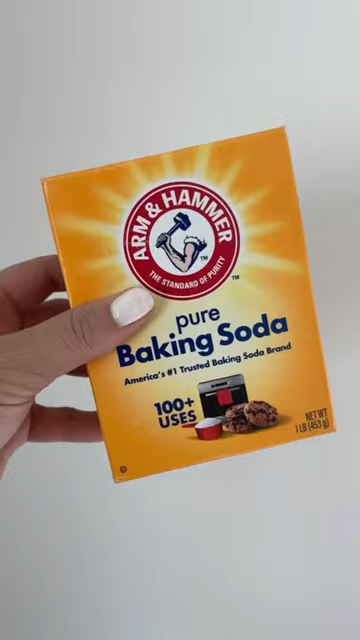 ARM & HAMMER
TM
THE STANDARD OF PURITY
TM
pure
Baking Soda
America's #1 Trusted Baking Soda Brand
100+
USES
NET WT
1 LB (453 g)